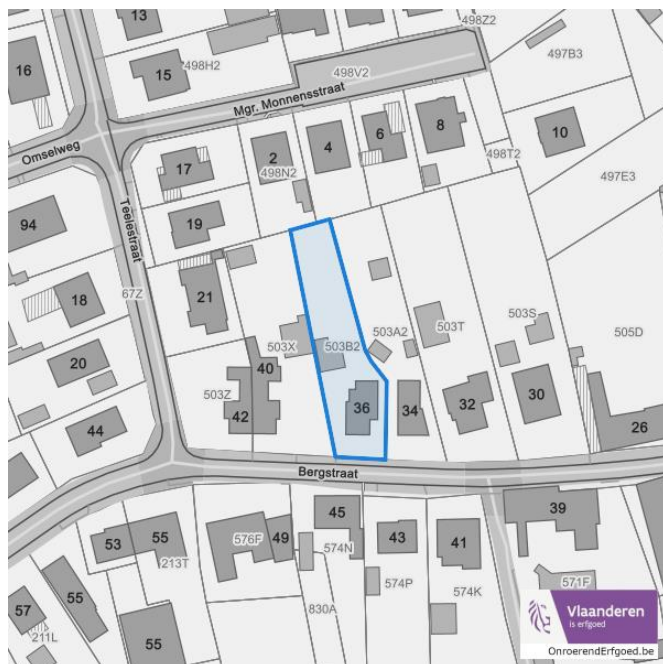 13
498Z2
16
15
498H2
498V2
497B3
Mgr. Monnensstraat
Omselweg
17
2
4
6
8
10
498N2
498T2
497E3
94
19
Teelestraat
67Z
18
21
503X
503B2
503A2
503T
503S
505D
20
40
503Z
42
36
34
32
30
26
44
Bergstraat
53
55
213T
576F
49
45
574N
43
41
39
57
55
211L
55
830A
574P
574K
571F
Vlaanderen
is erfgoed
OnroerendErfgoed.be